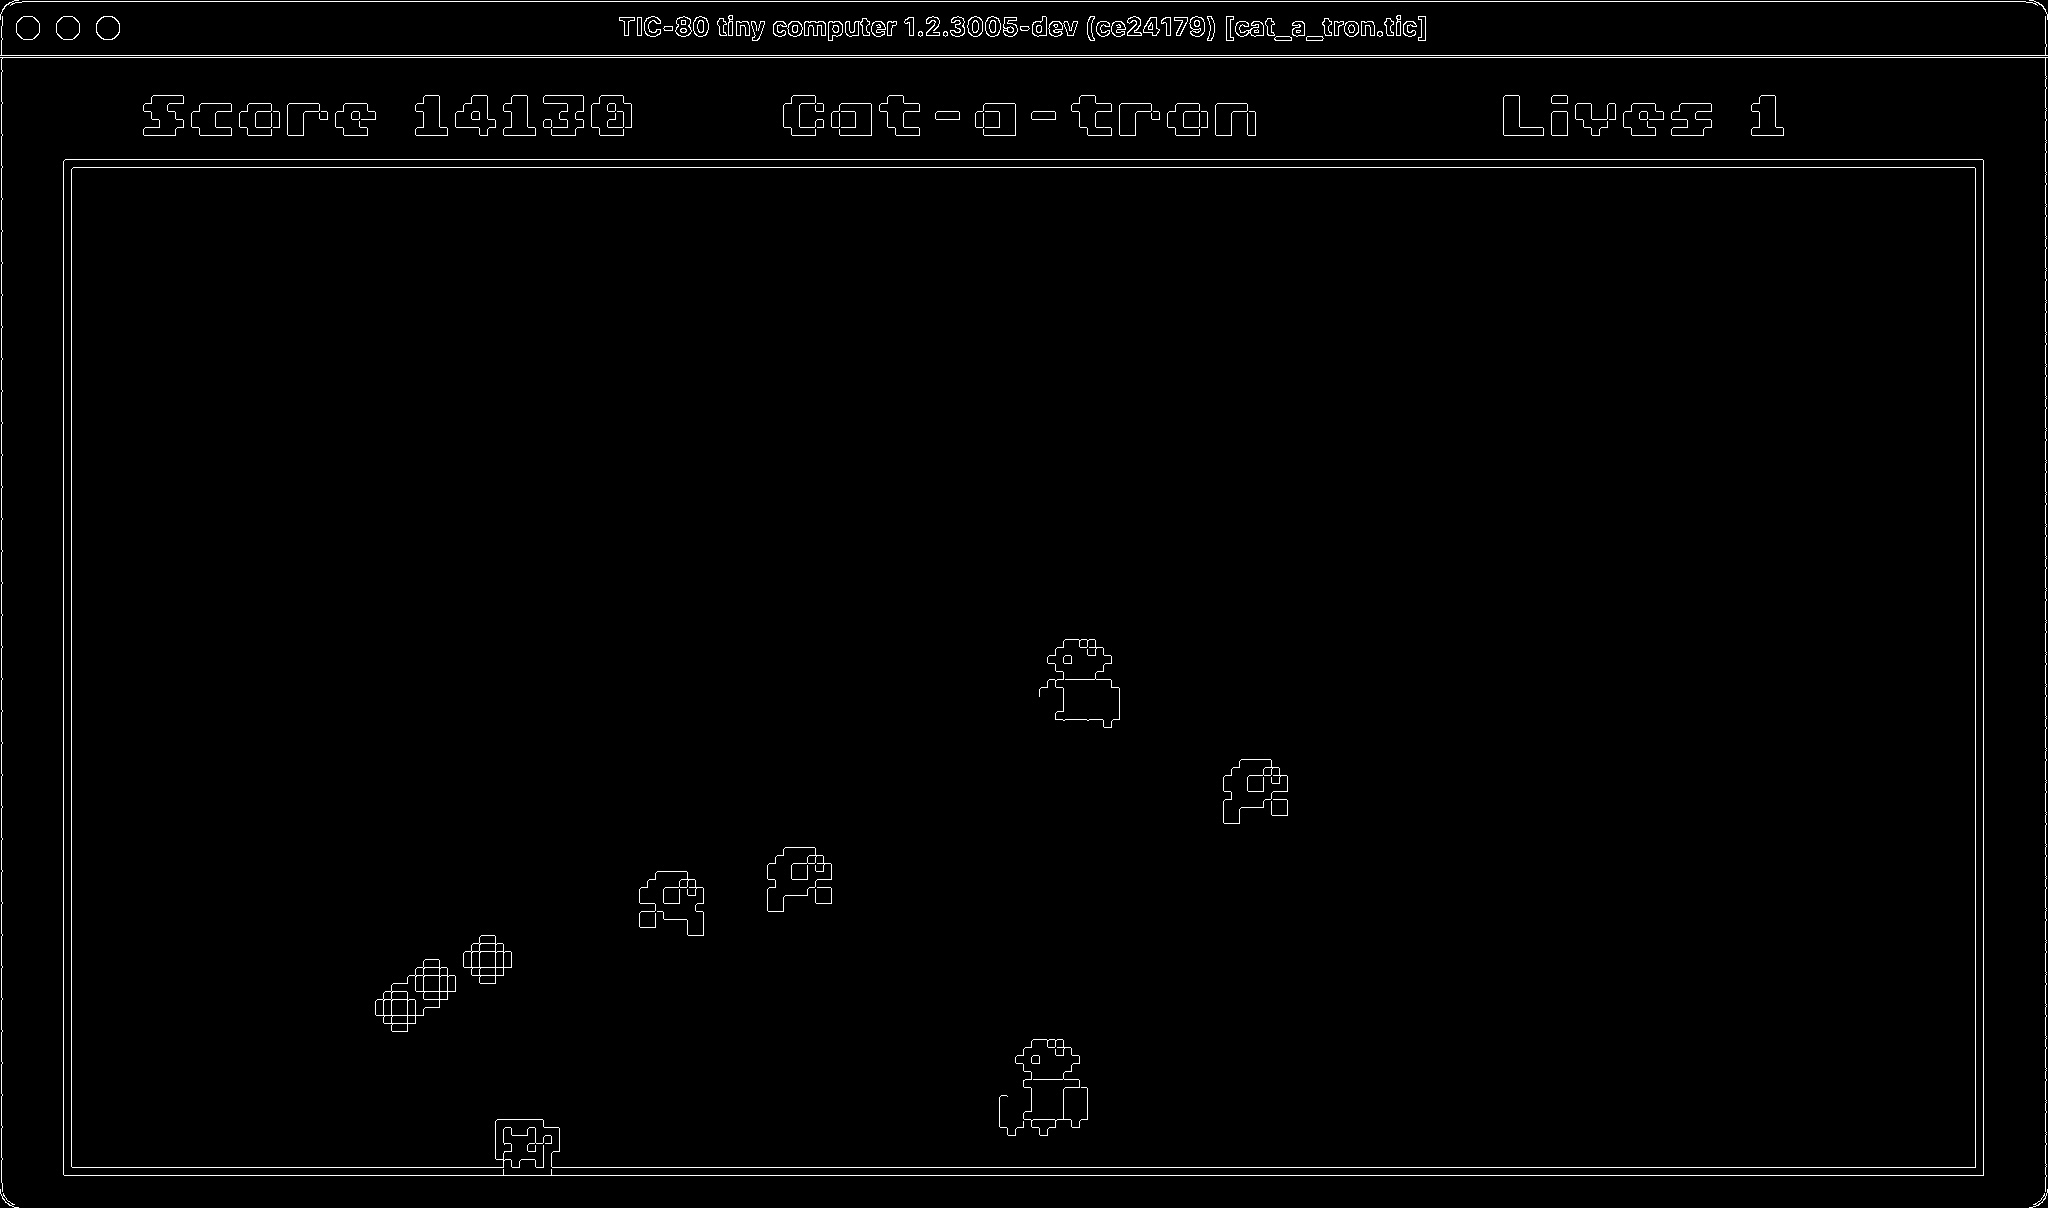 TIC-80 tiny computer 1.2.3005-dev (ce24179) [cat_a_tron.tic]
Score 14130 Cat-a-tron Lives 1